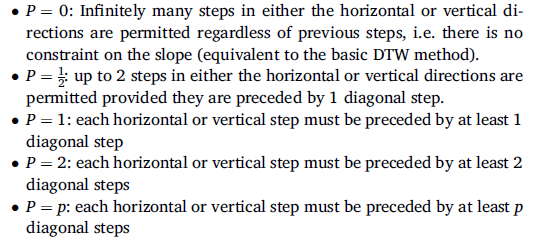 • P = 0: Infinitely many steps in either the horizontal or vertical di-
rections are permitted regardless of previous steps, i.e. there is no
constraint on the slope (equivalent to the basic DTW method).
• P = 1/2: up to 2 steps in either the horizontal or vertical directions are
permitted provided they are preceded by 1 diagonal step.
• P = 1: each horizontal or vertical step must be preceded by at least 1
diagonal step
• P = 2: each horizontal or vertical step must be preceded by at least 2
diagonal steps
• P = p: each horizontal or vertical step must be preceded by at least p
diagonal steps